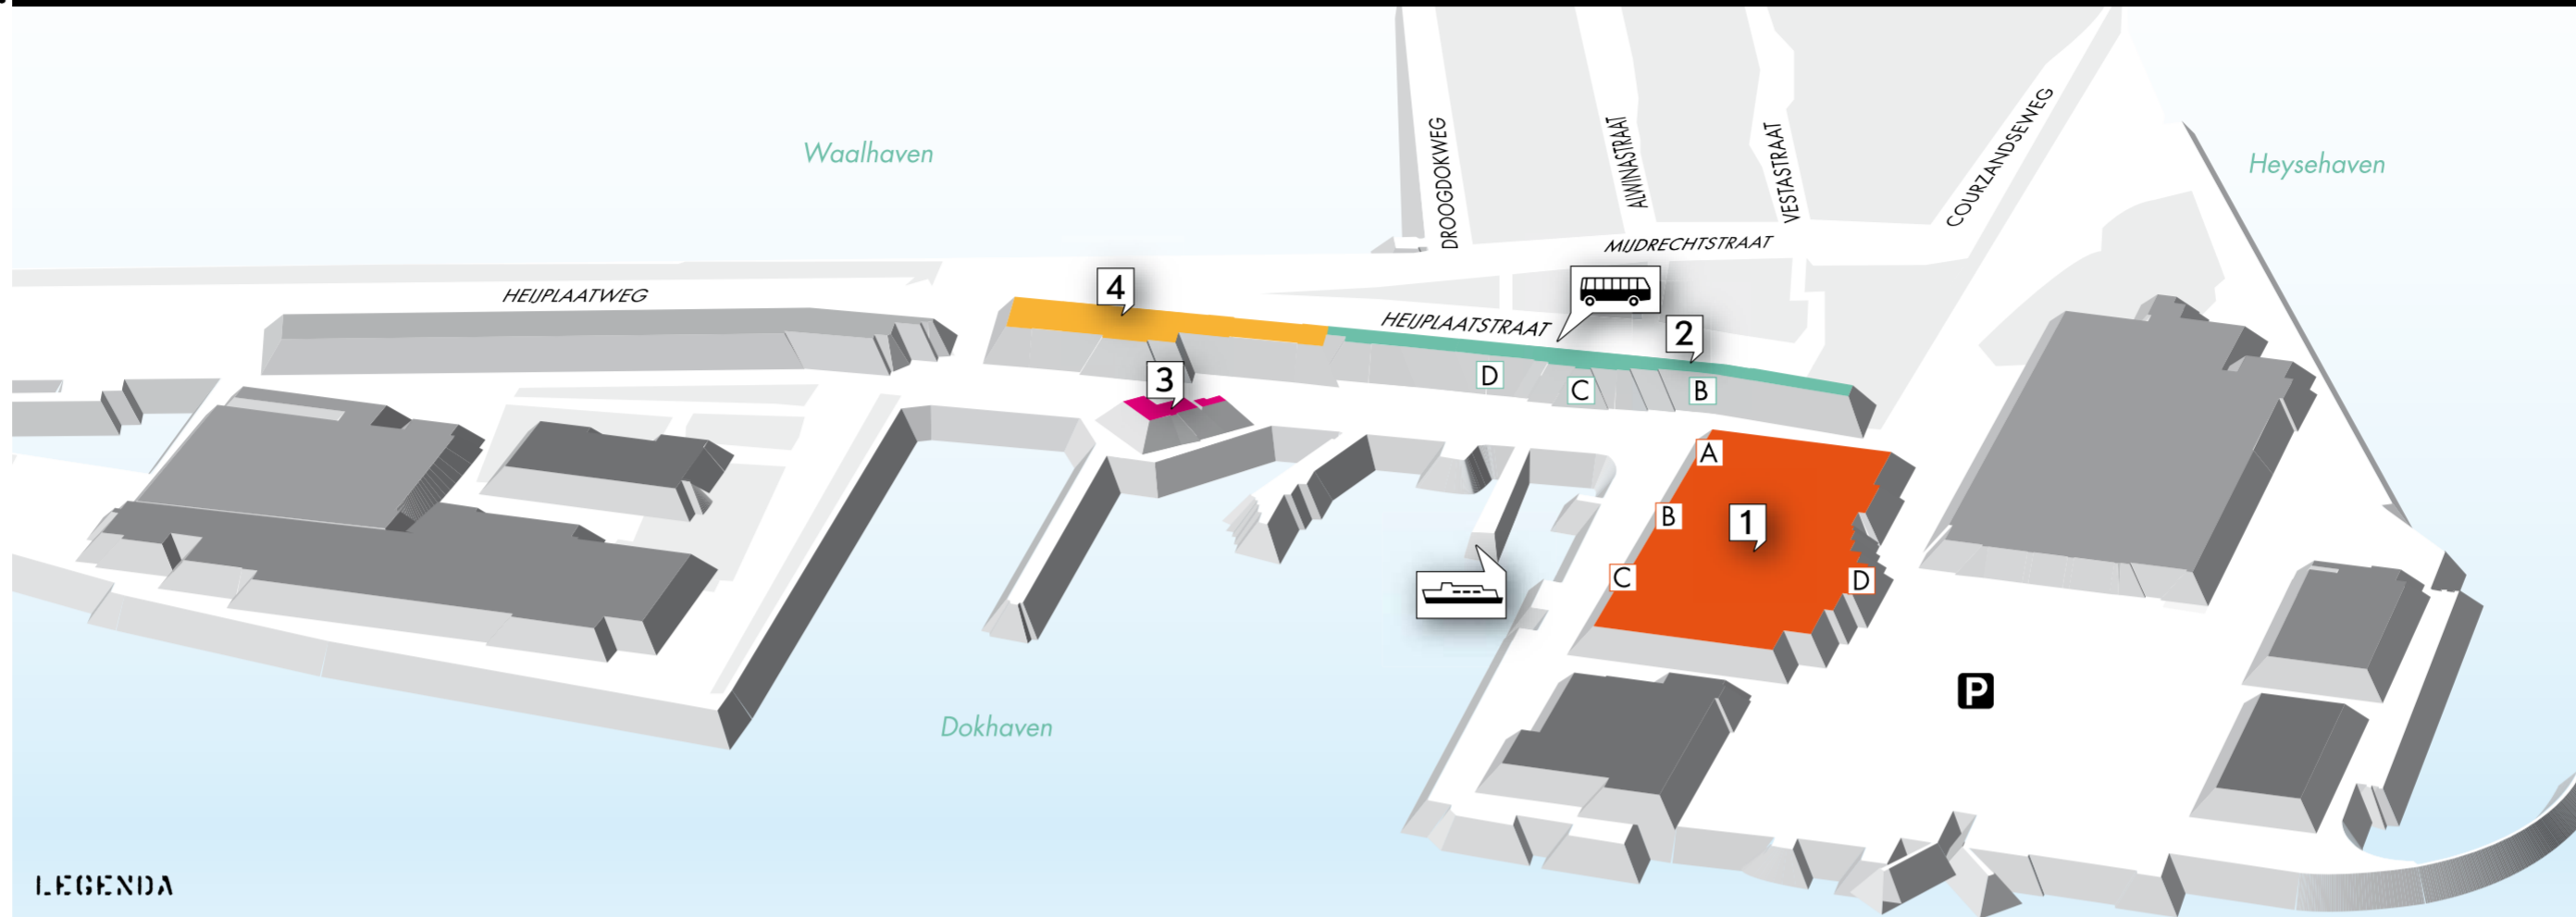 Waalhaven
Heysehaven
DROOGDOKWEG
ALWINASTRAAT
VESTASTRAAT
COURZANDSEWEG
MIJDRECHTSTRAAT
HEIJPLAATWEG
4
HEIJPLAATSTRAAT
2
3
D
C
B
A
B
1
C
D
P
Dokhaven
LEGENDA